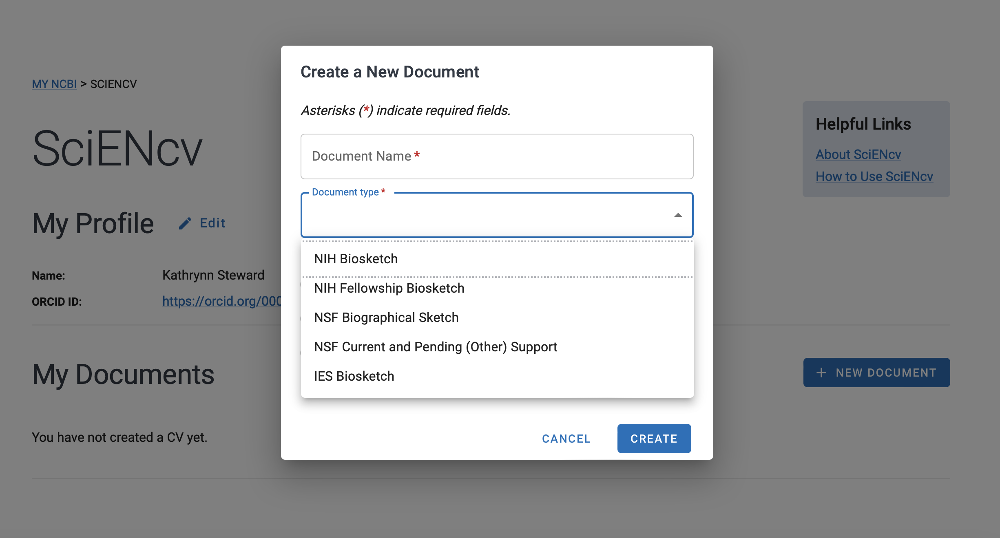 MY NCBI > SCIENCV
SciENcv
My Profile
Edit
Name: Kathrynn Steward
ORCID ID: https://orcid.org/000
My Documents
You have not created a CV yet.
Create a New Document
Asterisks (*) indicate required fields.
Document Name *
Document type *
NIH Biosketch
NIH Fellowship Biosketch
NSF Biographical Sketch
NSF Current and Pending (Other) Support
IES Biosketch
CANCEL
CREATE
Helpful Links
About SciENcv
How to Use SciENcv
+ NEW DOCUMENT